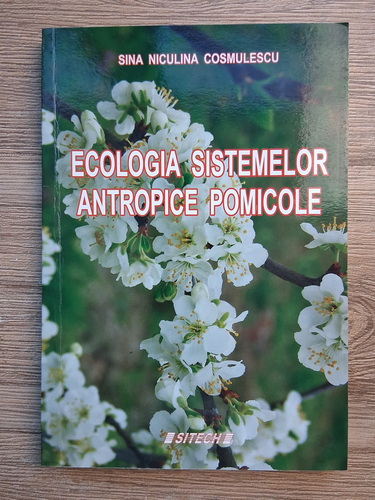 SINA NICULINA COSMULESCU
ECOLOGIA SISTEMELOR
ANTROPICE POMICOLE
SITECH